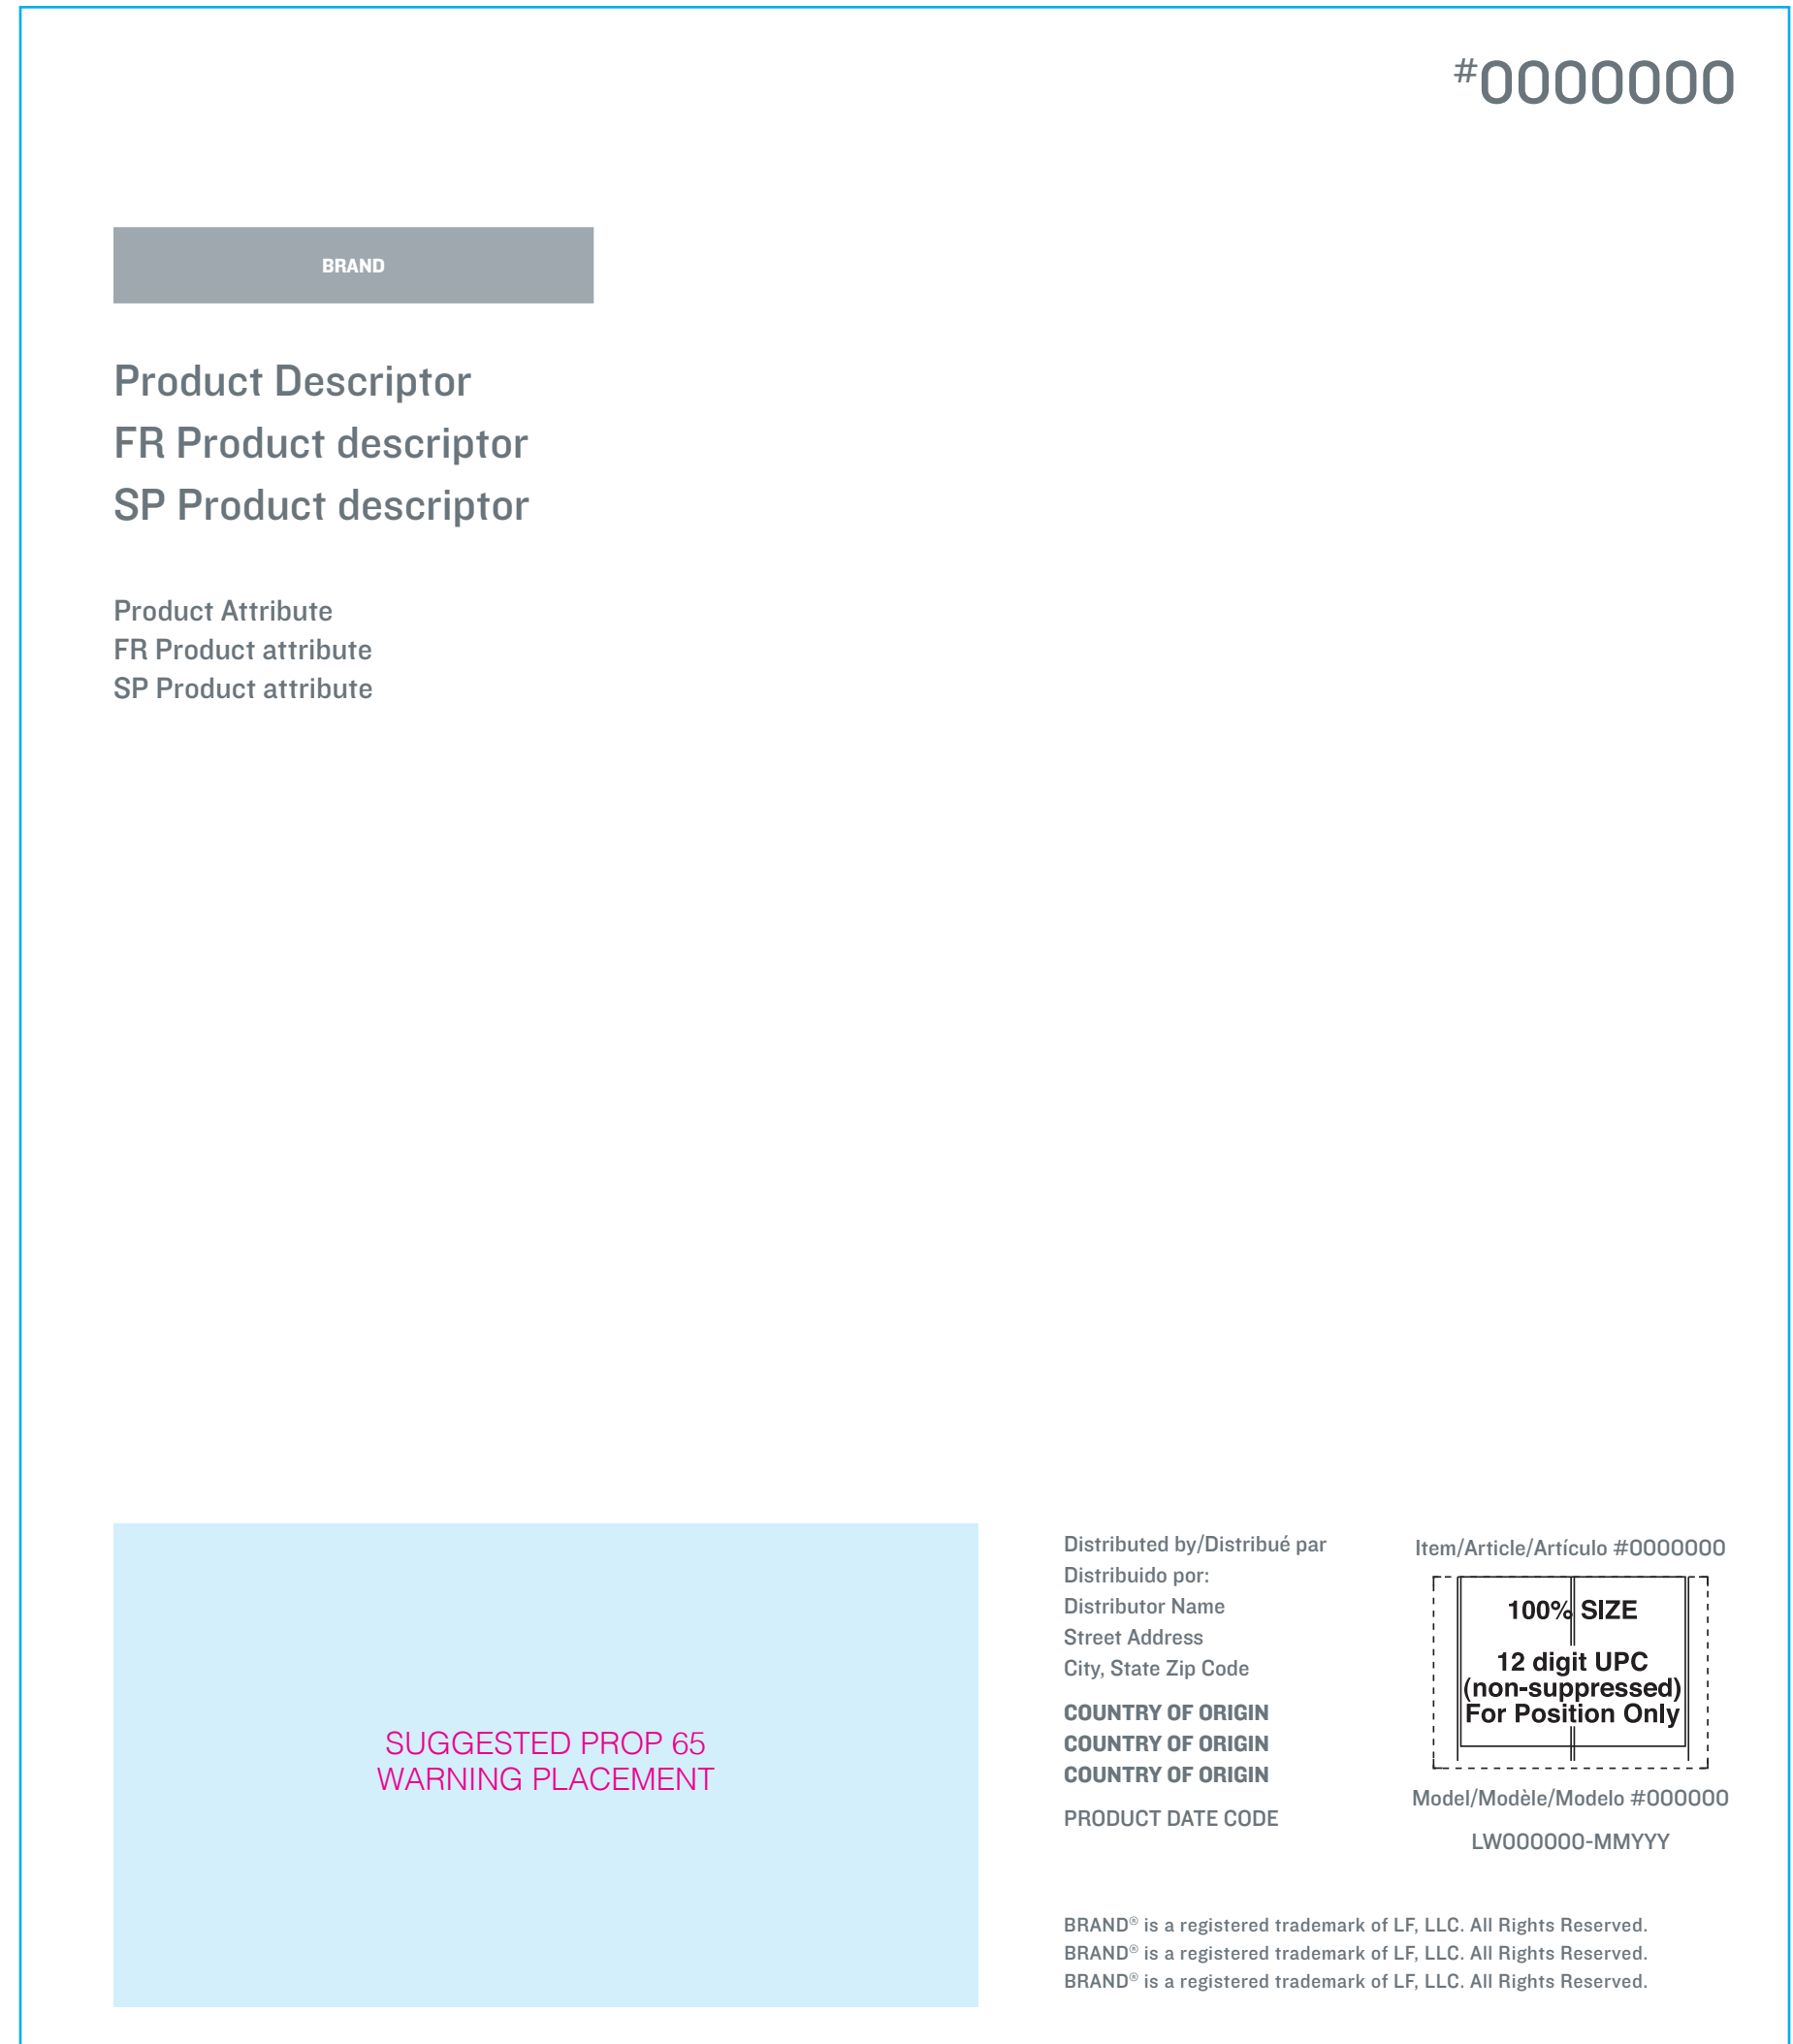 #0000000
BRAND
Product Descriptor
FR Product descriptor
SP Product descriptor
Product Attribute
FR Product attribute
SP Product attribute
SUGGESTED PROP 65
WARNING PLACEMENT
Distributed by/Distribué par
Distribuido por:
Distributor Name
Street Address
City, State Zip Code
COUNTRY OF ORIGIN
COUNTRY OF ORIGIN
COUNTRY OF ORIGIN
PRODUCT DATE CODE
Item/Article/Artículo #0000000
100% SIZE
12 digit UPC
(non-suppressed)
For Position Only
Model/Modèle/Modelo #000000
LW000000-MMYYY
BRAND® is a registered trademark of LF, LLC. All Rights Reserved.
BRAND® is a registered trademark of LF, LLC. All Rights Reserved.
BRAND® is a registered trademark of LF, LLC. All Rights Reserved.